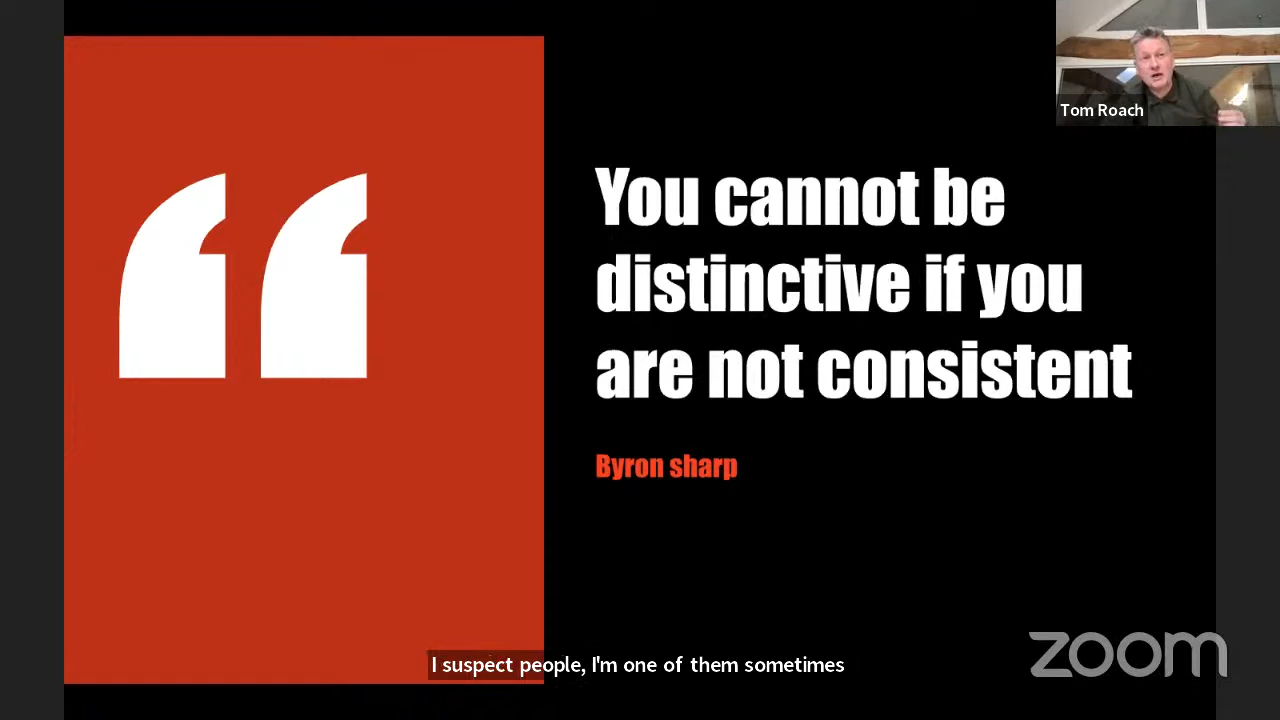 Tom Roach
“
You cannot be
distinctive if you
are not consistent
Byron sharp
I suspect people, I'm one of them sometimes
zoom